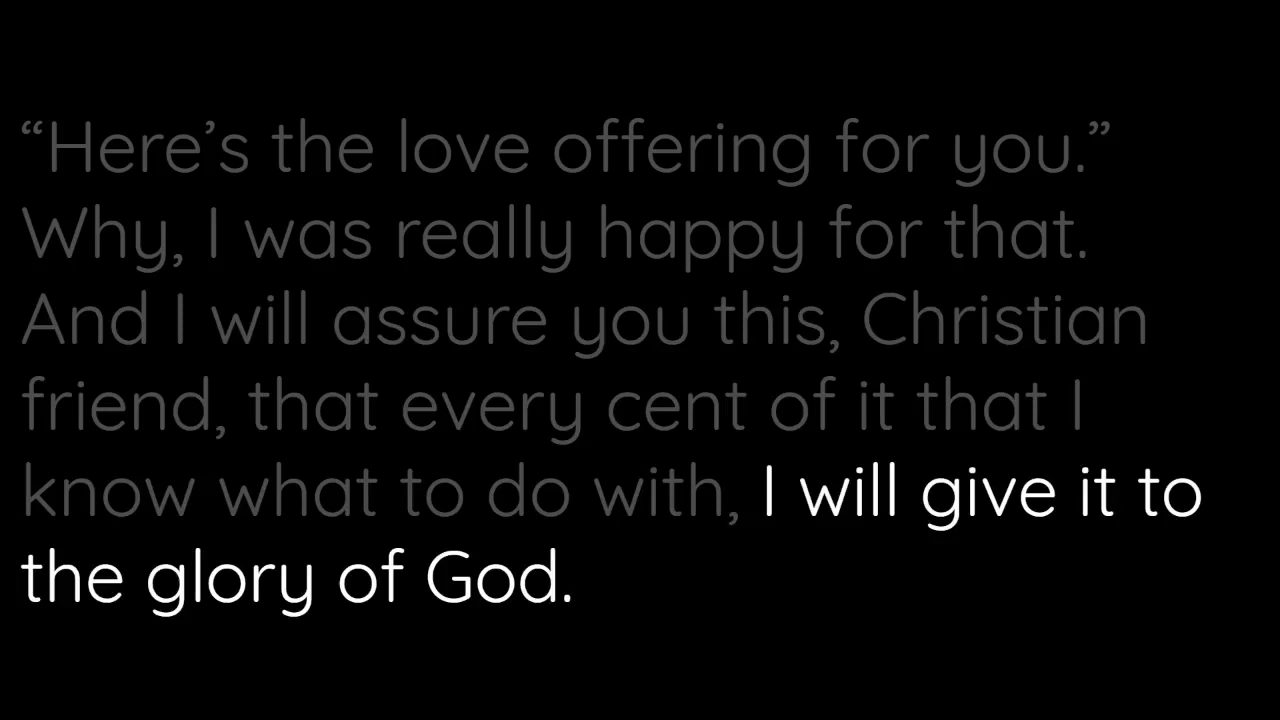 “Here’s the love offering for you.”
Why, I was really happy for that.
And I will assure you this, Christian
friend, that every cent of it that I
know what to do with, I will give it to
the glory of God.